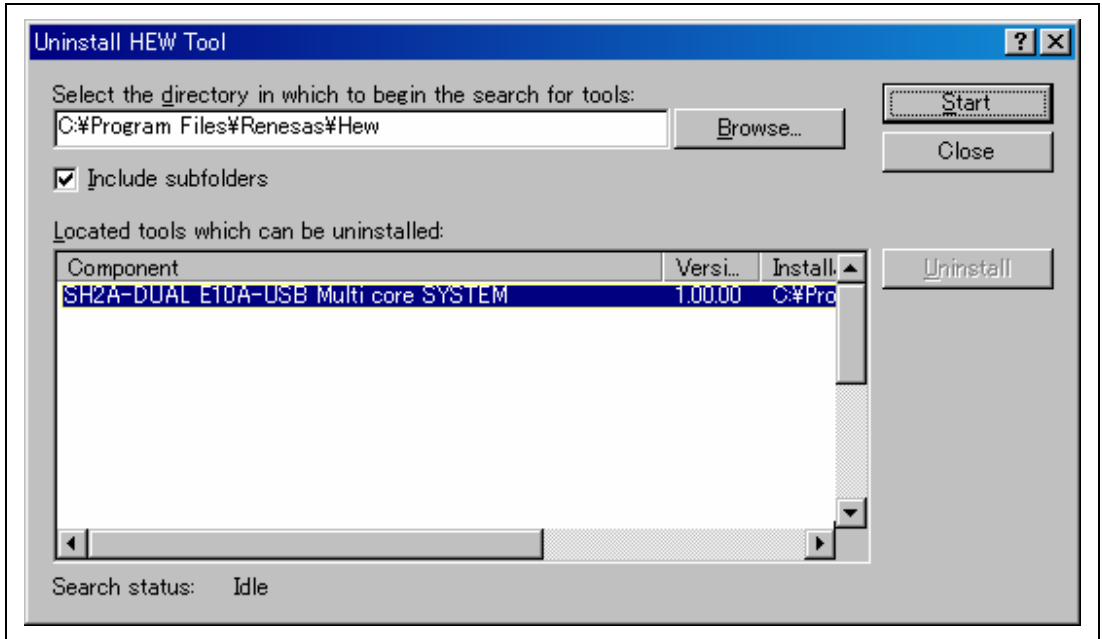 Uninstall HEW Tool
Select the directory in which to begin the search for tools:
C:¥Program Files¥Renesas¥Hew
Browse...
Start
Close
Include subfolders
Located tools which can be uninstalled:
Component Versi... Install.
Uninstall
SH2A-DUAL E10A-USB Multi core SYSTEM 1.00.00 C:¥Pro
Search status: Idle